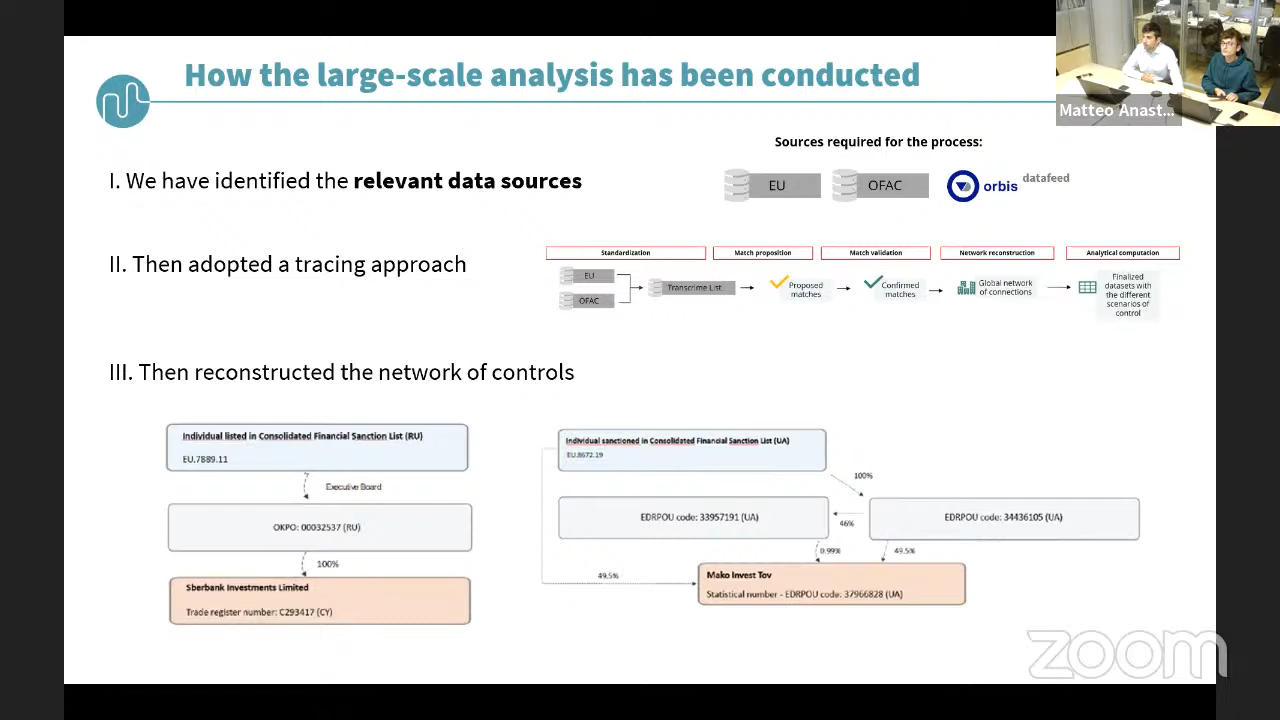 How the large-scale analysis has been conducted
Matteo Anast...
Sources required for the process:
I. We have identified the relevant data sources
EU
OFAC
orbis
datafeed
II. Then adopted a tracing approach
Standardization
Match proposition
Match validation
Network reconstruction
Analytical computation
EU
OFAC
Transcrime List
Proposed
matches
Confirmed
matches
Global network
of connections
Finalized
datasets with
the different
scenarios of
control
III. Then reconstructed the network of controls
Individual listed in Consolidated Financial Sanction List (RU)
EU.7889.11
Executive Board
OKPO: 00032537 (RU)
100%
Sberbank Investments Limited
Trade register number: C293417 (CY)
Individual sanctioned in Consolidated Financial Sanction List (UA)
EU.8672.19
100%
EDRPOU code: 33957191 (UA)
46%
EDRPOU code: 34436105 (UA)
0.99%
49.5%
49.5%
Mako Invest Tov
Statistical number - EDRPOU code: 37966828 (UA)
zoom